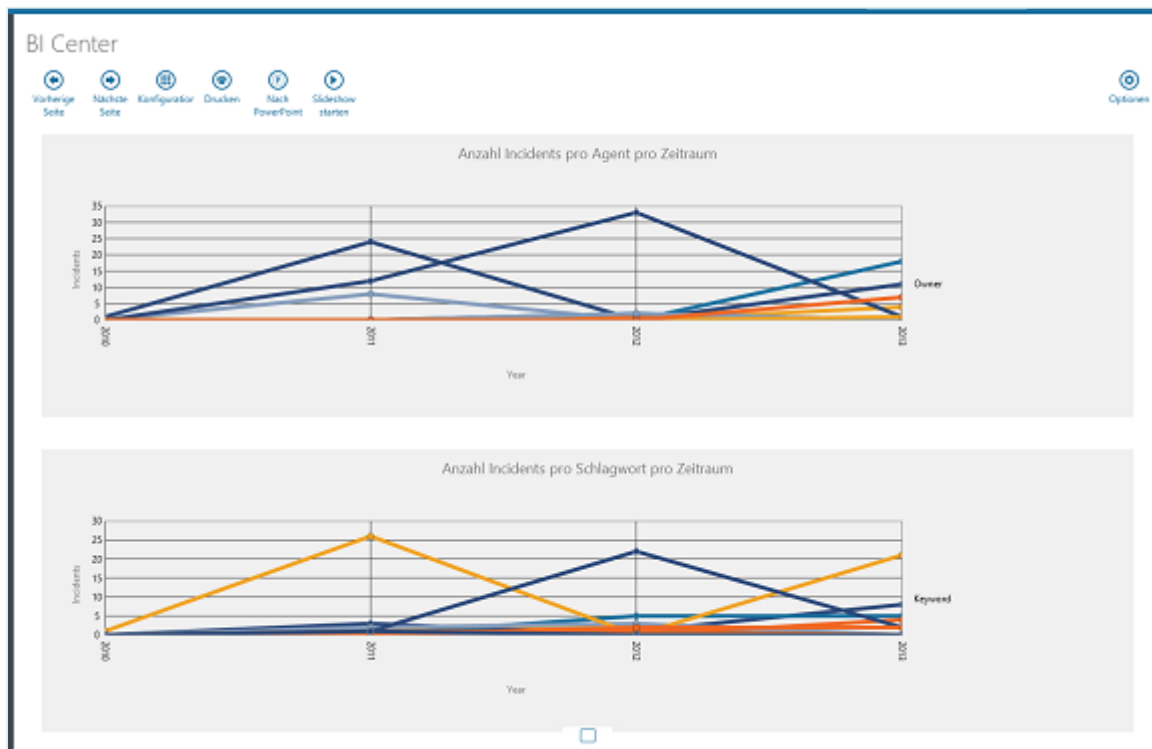 BI Center
Vorherige Seite
Nächste Seite
Konfiguration
Drucken
Nach PowerPoint
Slideshow starten
Optionen
Anzahl Incidents pro Agent pro Zeitraum
35
30
25
20
15
10
5
0
Incidents
Owner
2010
2011
2012
2013
Year
Anzahl Incidents pro Schlagwort pro Zeitraum
30
25
20
15
10
5
0
Incidents
Keyword
2010
2011
2012
2013
Year